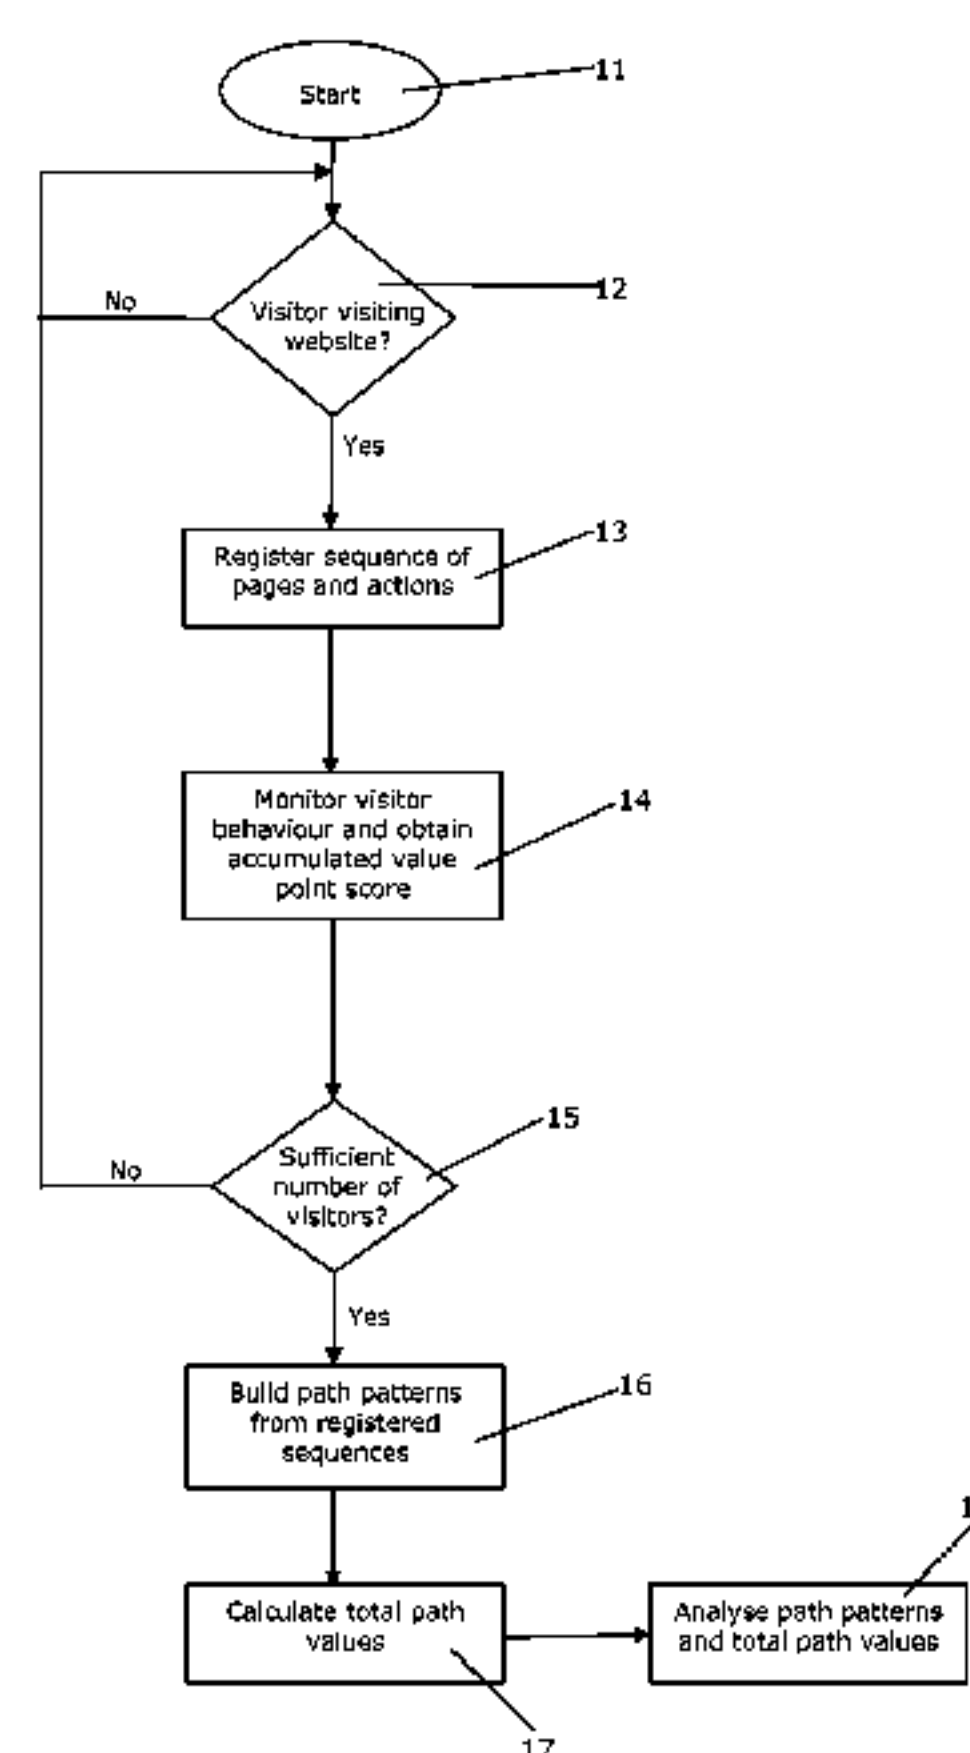 Start
11
Visitor visiting
website?
12
No
Yes
Register sequence of
pages and actions
13
Monitor visitor
behaviour and obtain
accumulated value
point score
14
Sufficient
number of
visitors?
15
No
Yes
Build path patterns
from registered
sequences
16
Calculate total path
values
17
Analyse path patterns
and total path values